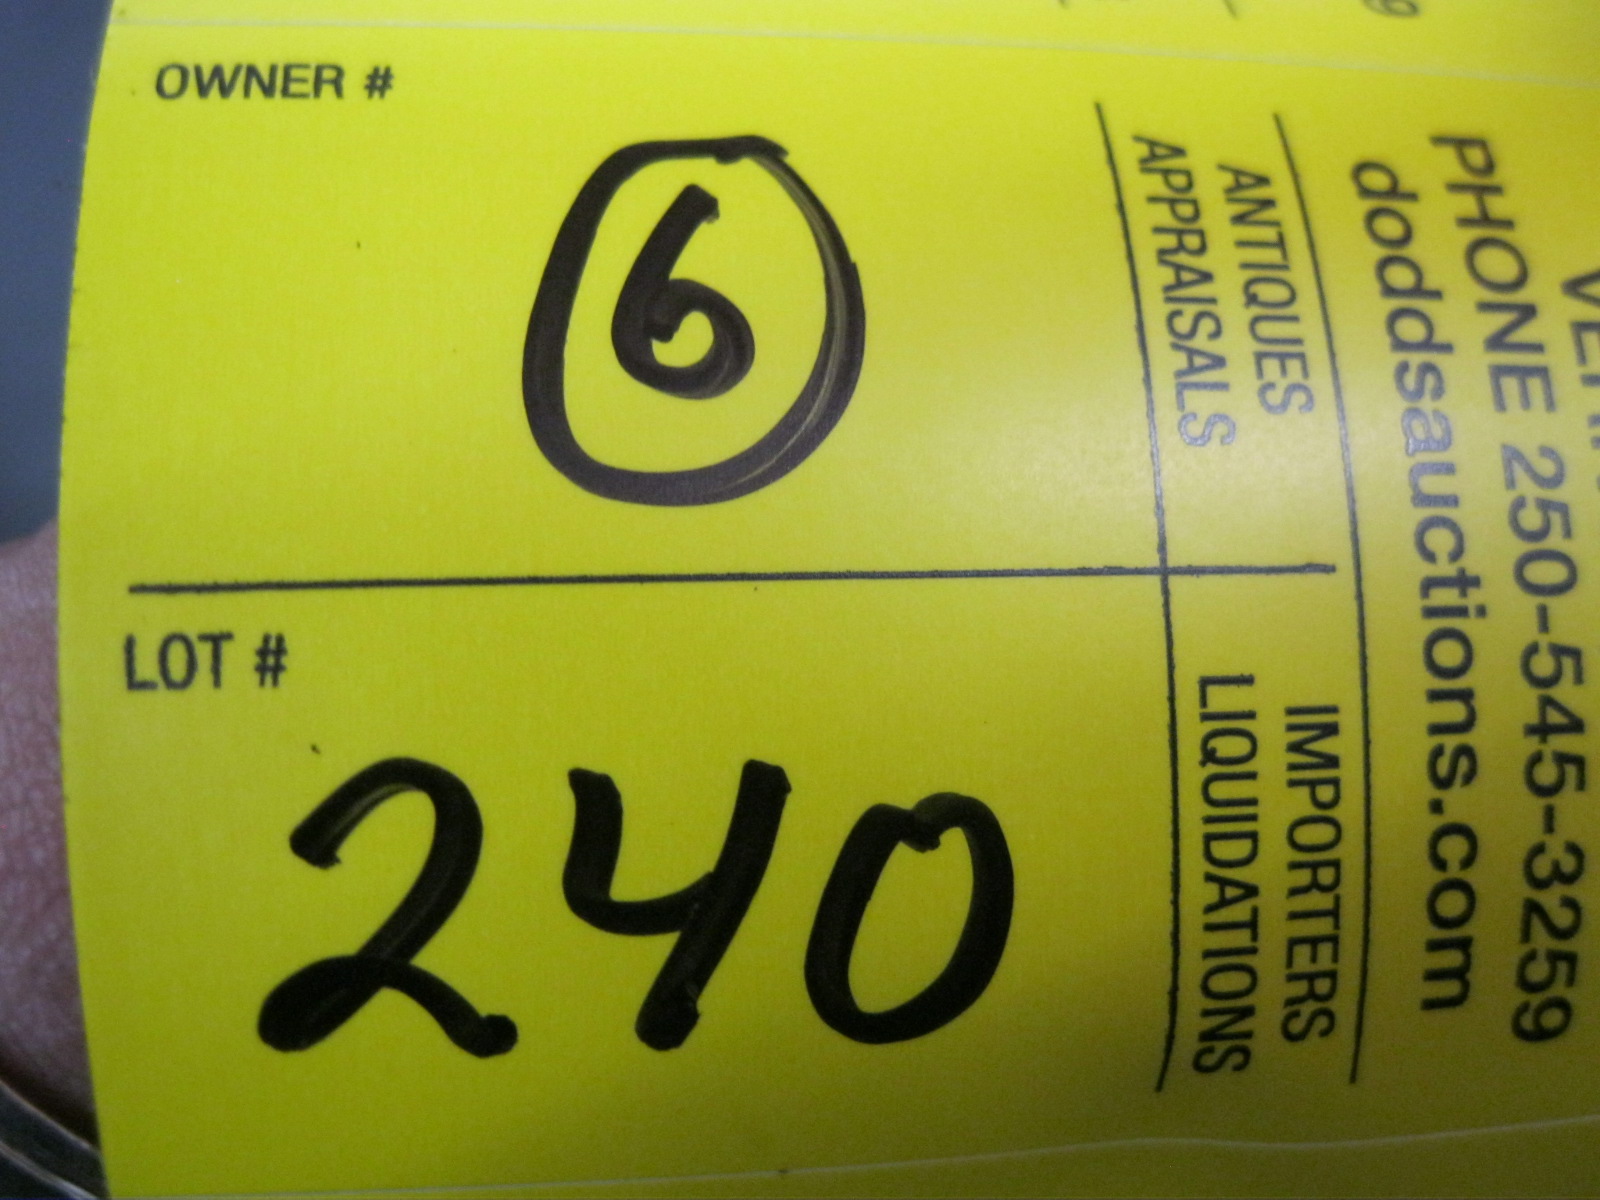 OWNER #
6
LOT #
240
ANTIQUES
APPRAISALS
IMPORTERS
LIQUIDATIONS
PHONE 250-545-3259
doddsauctions.com